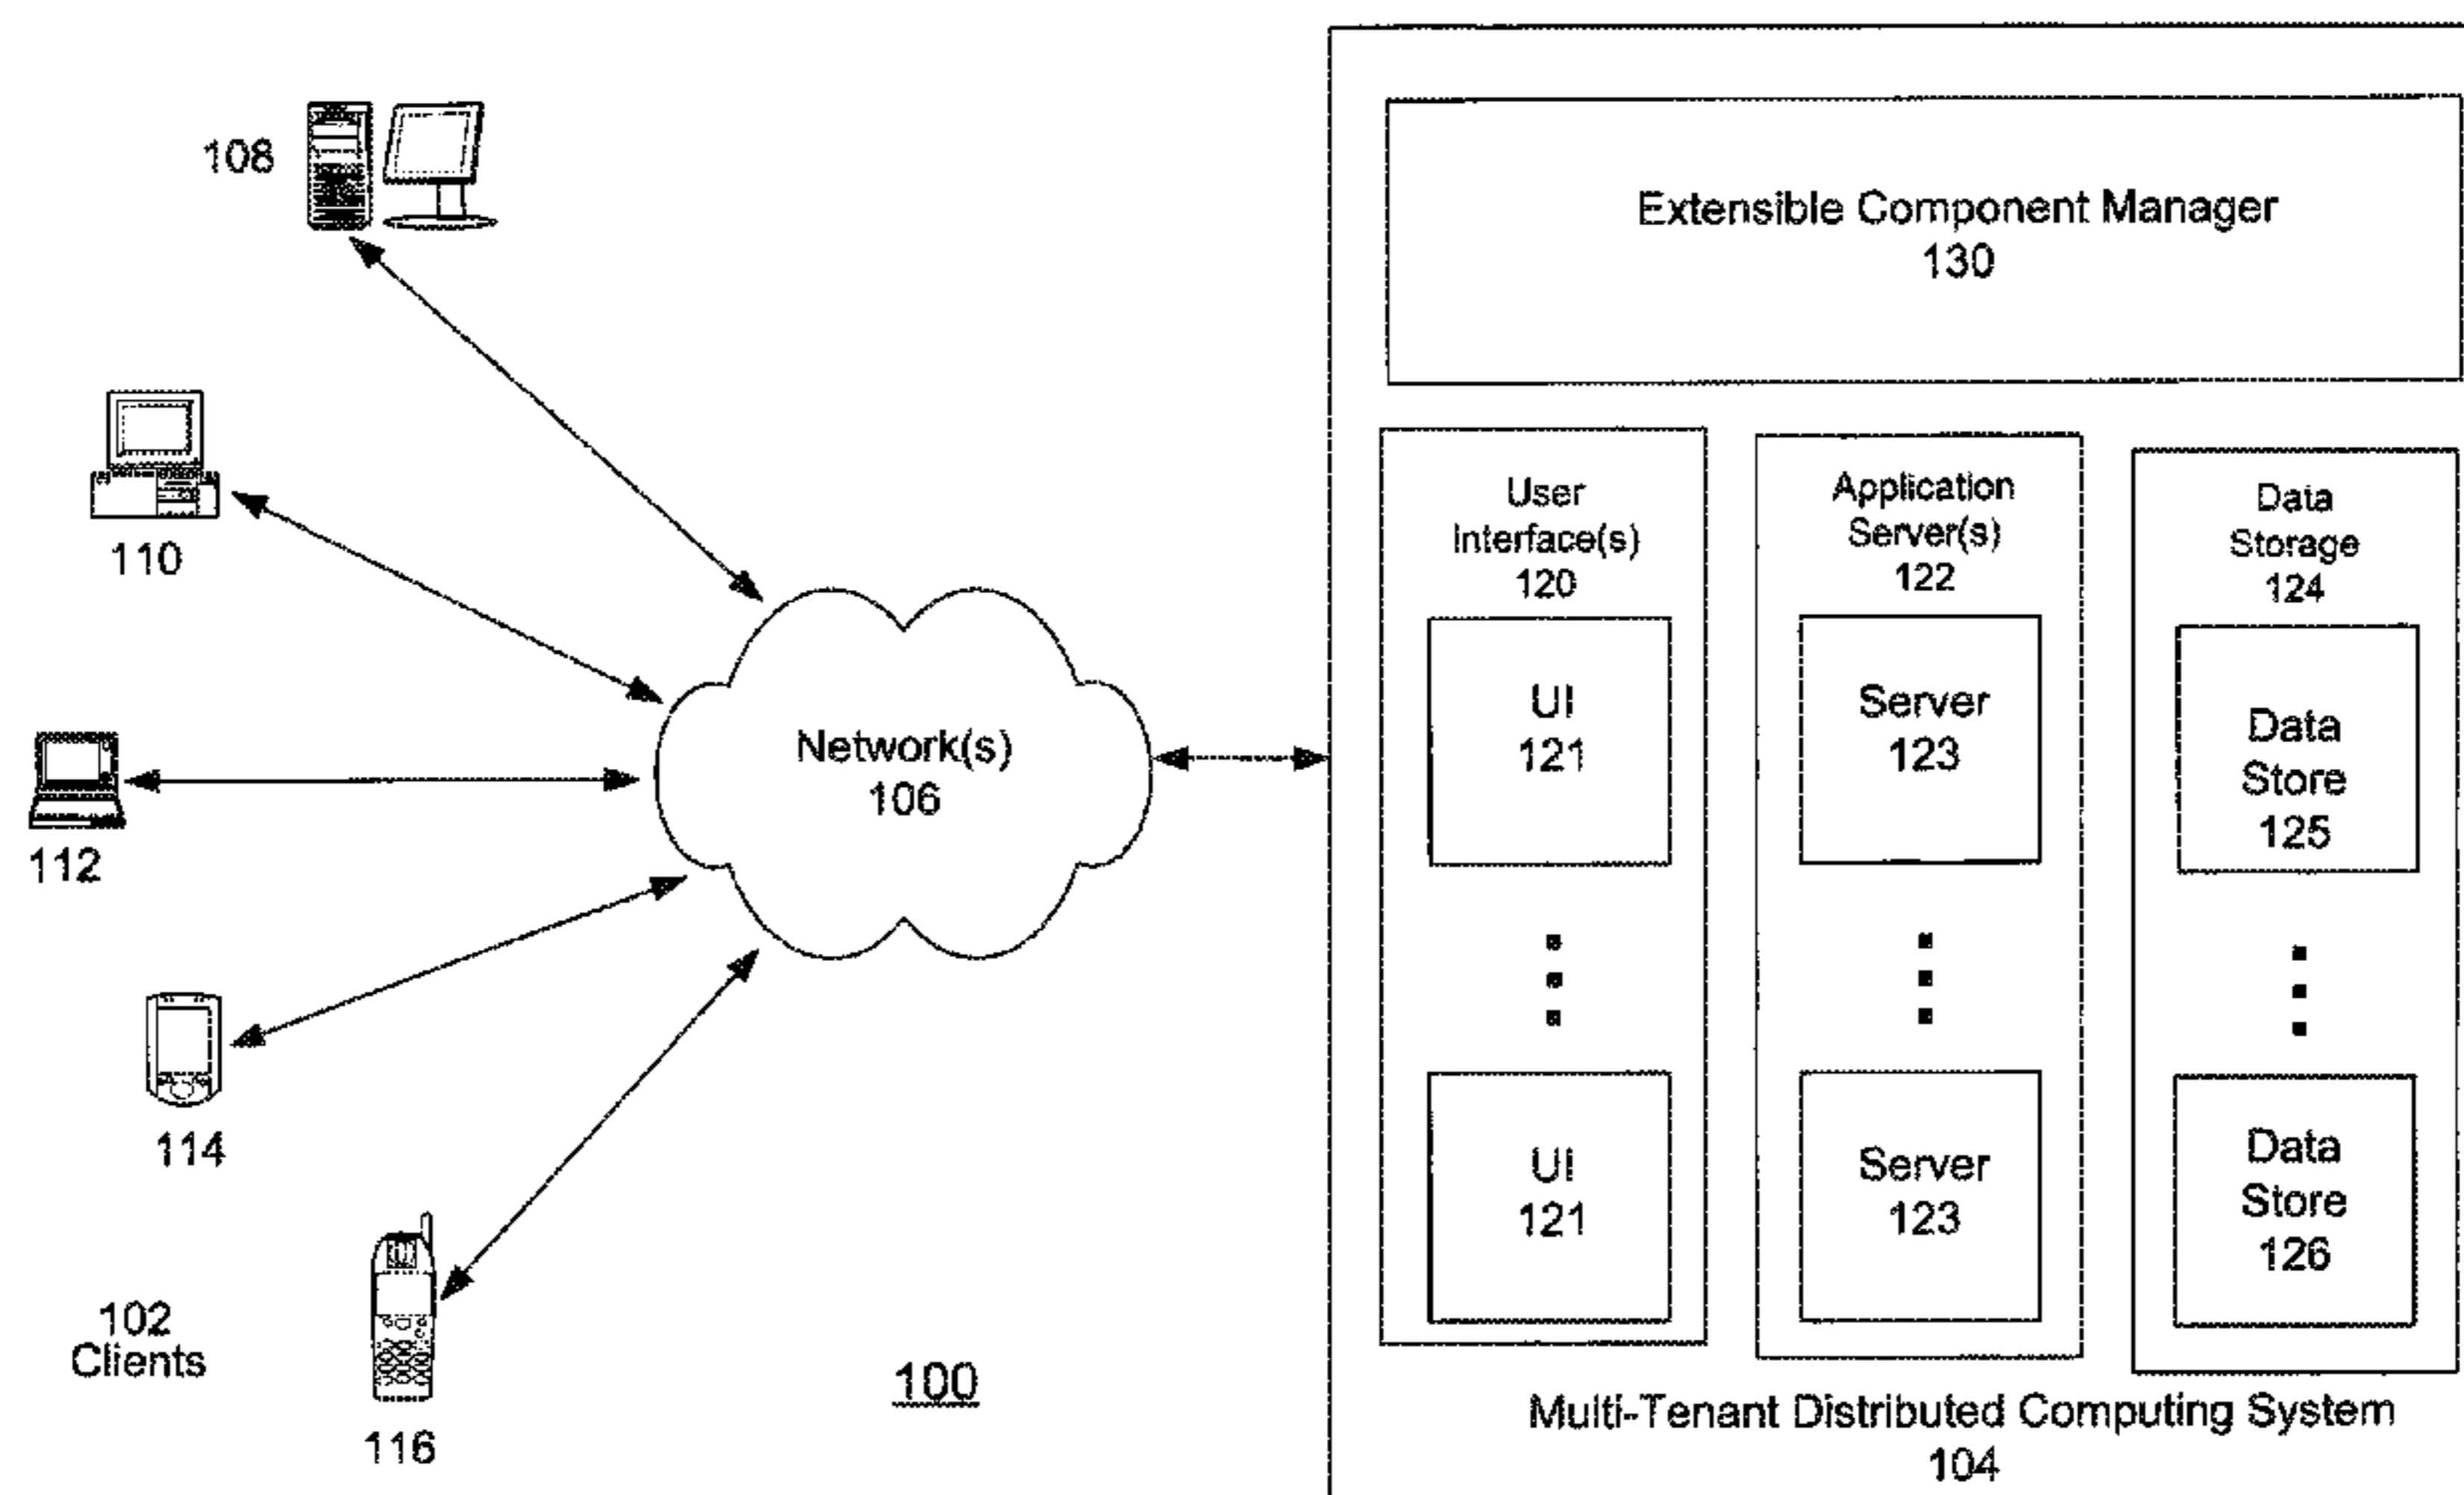 108
110
112
114
116
102
Clients
100
Network(s)
106
Extensible Component Manager
130
User
Interface(s)
120
UI
121
UI
121
Application
Server(s)
122
Server
123
Server
123
Data
Storage
124
Data
Store
125
Data
Store
126
Multi-Tenant Distributed Computing System
104